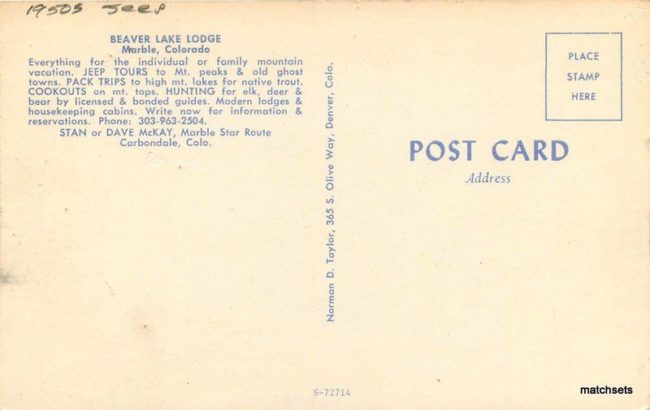 1950s Jeep
BEAVER LAKE LODGE
Marble, Colorado
Everything for the individual or family mountain
vacation. JEEP TOURS to Mt. peaks & old ghost
towns. PACK TRIPS to high mt. lakes for native trout.
COOKOUTS on mt. tops. HUNTING for elk, deer &
bear by licensed & bonded guides. Modern lodges &
housekeeping cabins. Write now for information &
reservations. Phone: 303-963-2504.
STAN or DAVE McKAY, Marble Star Route
Carbondale, Colo.
Norman D. Taylor, 365 S. Olive Way, Denver, Colo.
PLACE
STAMP
HERE
POST CARD
Address
S-72714
matchsets